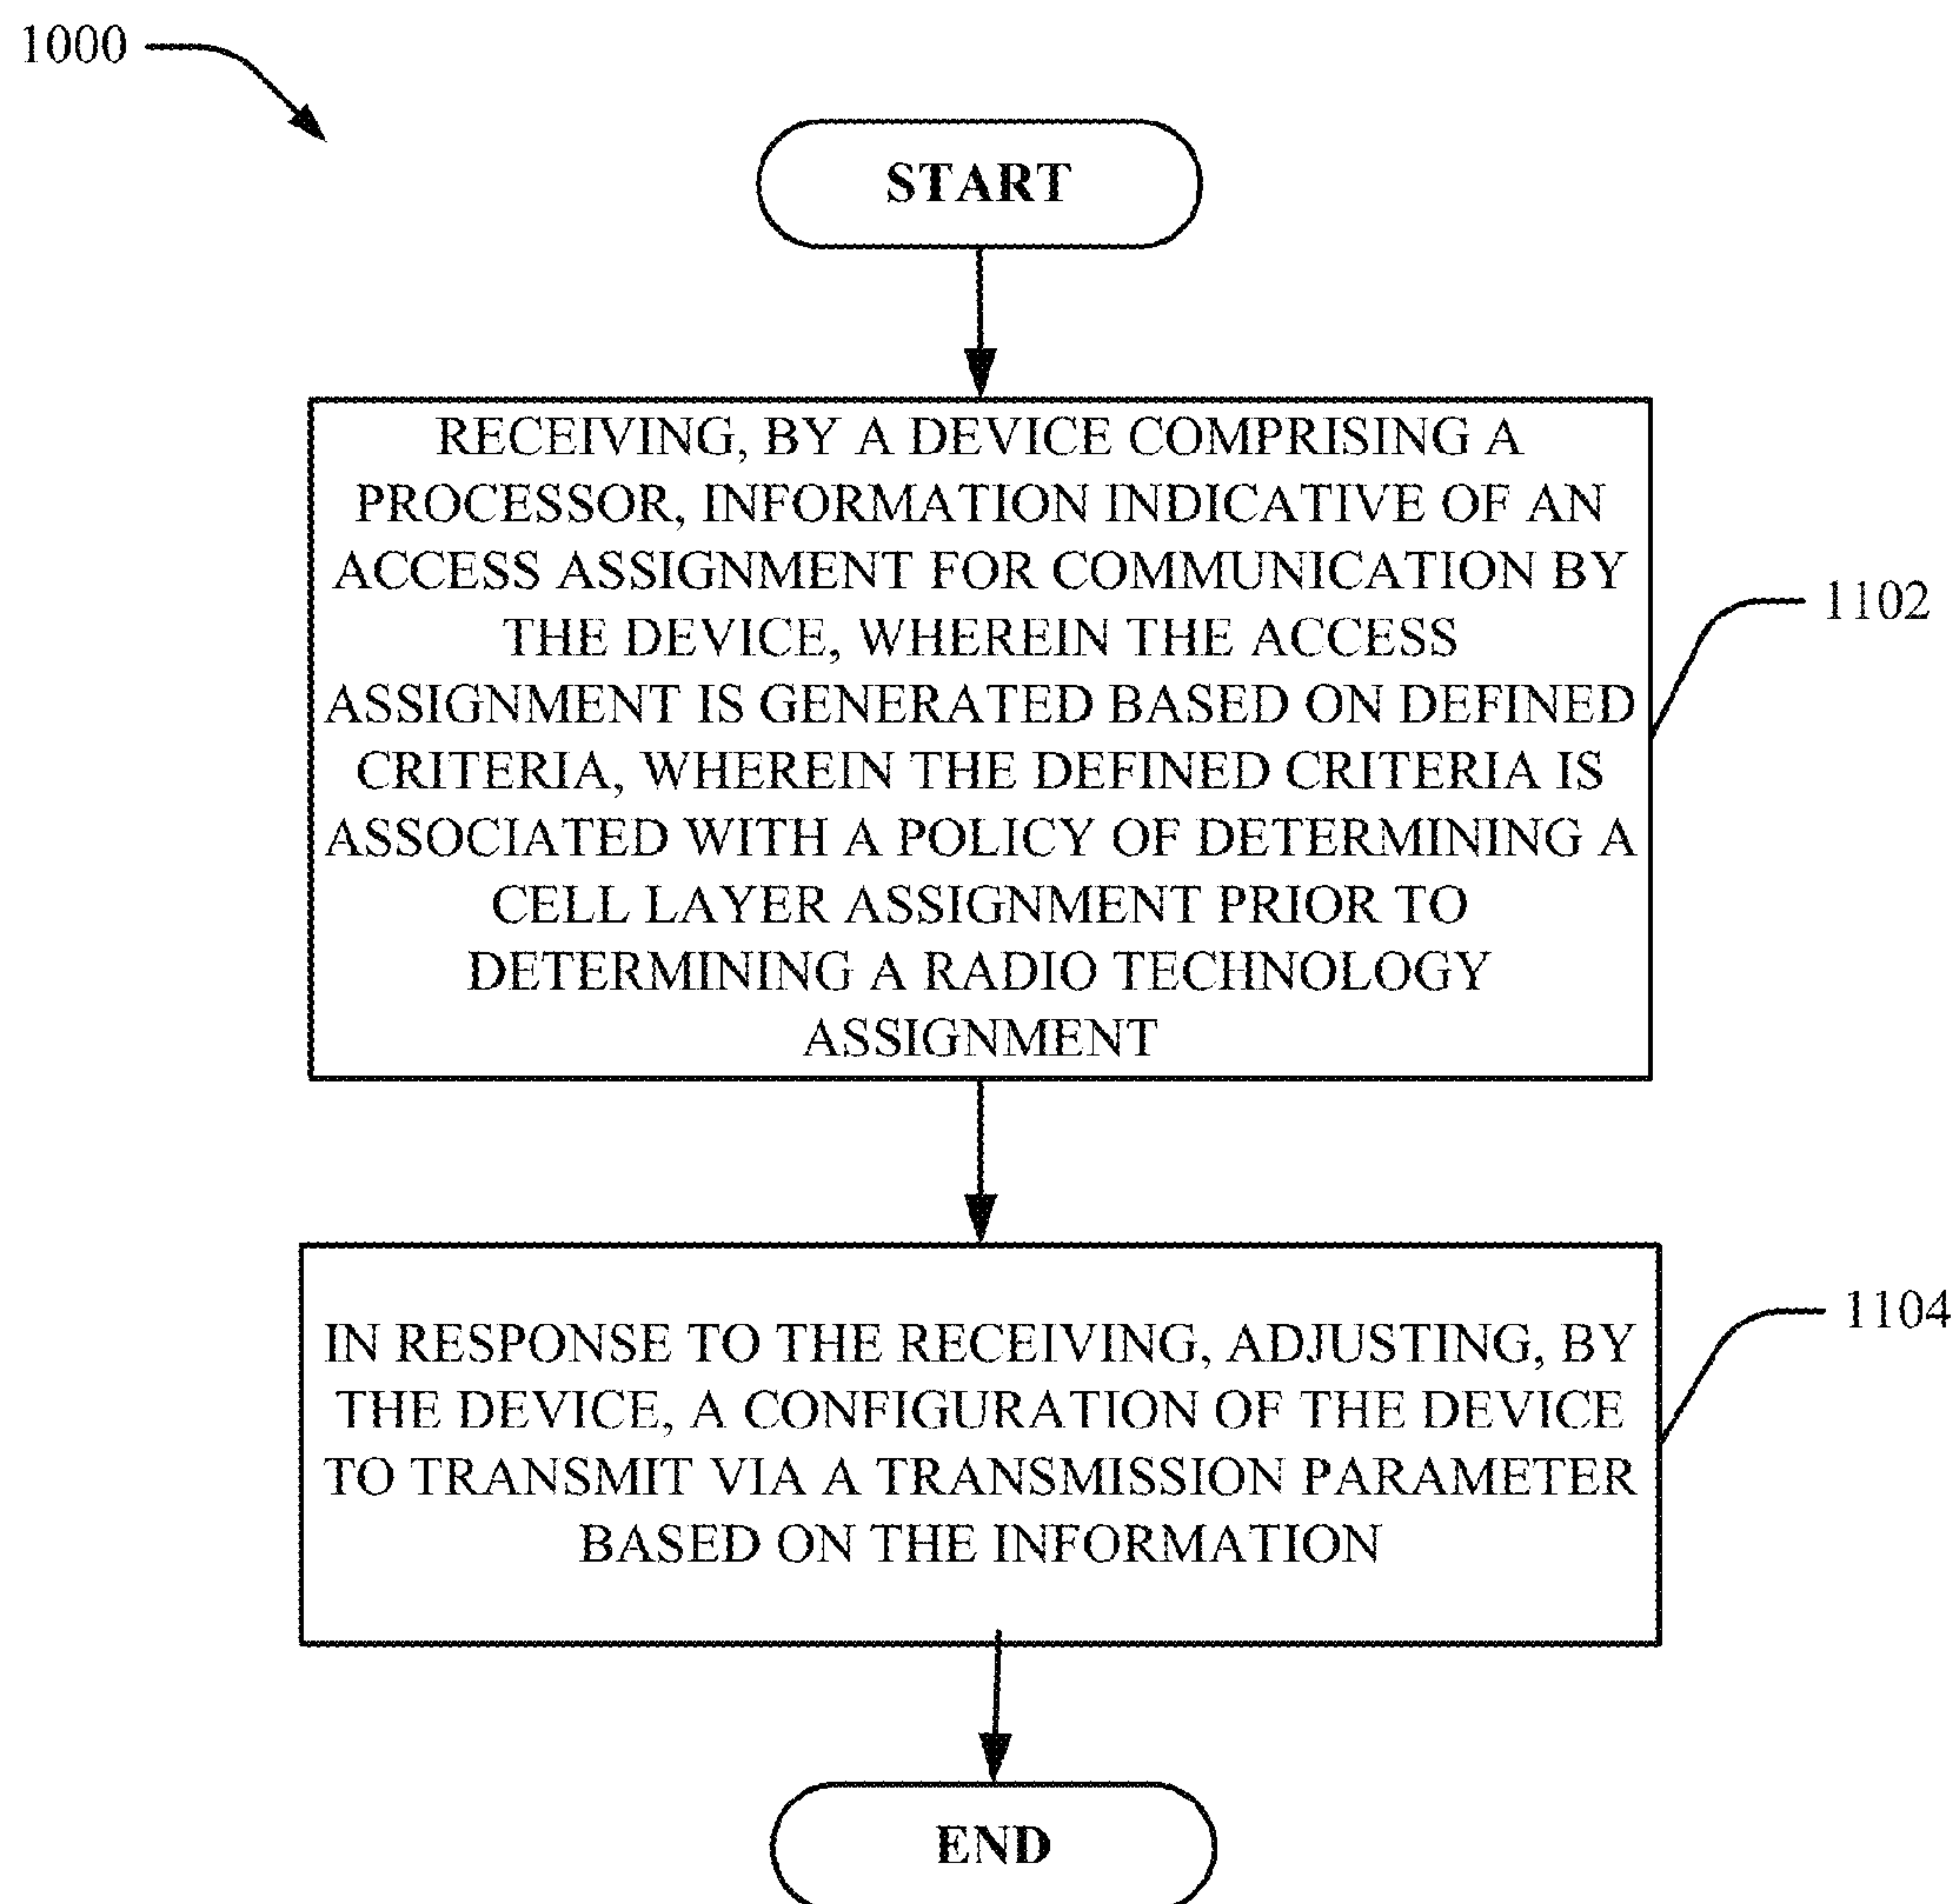 1000
START
RECEIVING, BY A DEVICE COMPRISING A
PROCESSOR, INFORMATION INDICATIVE OF AN
ACCESS ASSIGNMENT FOR COMMUNICATION BY
THE DEVICE, WHEREIN THE ACCESS
ASSIGNMENT IS GENERATED BASED ON DEFINED
CRITERIA, WHEREIN THE DEFINED CRITERIA IS
ASSOCIATED WITH A POLICY OF DETERMINING A
CELL LAYER ASSIGNMENT PRIOR TO
DETERMINING A RADIO TECHNOLOGY
ASSIGNMENT
1102
IN RESPONSE TO THE RECEIVING, ADJUSTING, BY
THE DEVICE, A CONFIGURATION OF THE DEVICE
TO TRANSMIT VIA A TRANSMISSION PARAMETER
BASED ON THE INFORMATION
1104
END